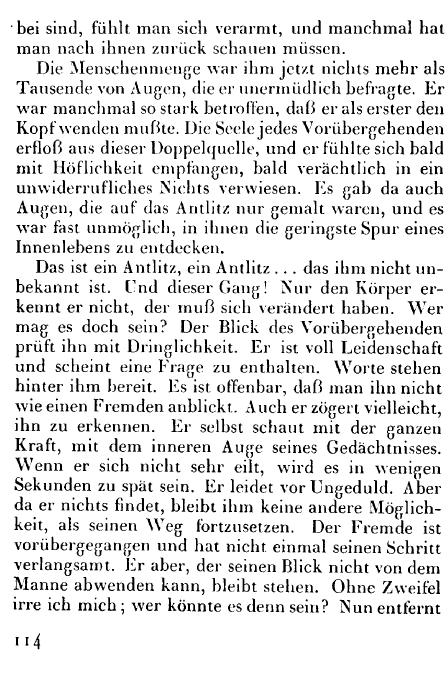 bei sind, fühlt man sich verarmt, und manchmal hat
man nach ihnen zurück schauen müssen.
Die Menschenmenge war ihm jetzt nichts mehr als
Tausende von Augen, die er unermüdlich befragte. Er
war manchmal so stark betroffen, daß er als erster den
Kopf wenden mußte. Die Seele jedes Vorübergehenden
erfloß aus dieser Doppelquelle, und er fühlte sich bald
mit Höflichkeit empfangen, bald verächtlich in ein
unwiderrufliches Nichts verwiesen. Es gab da auch
Augen, die auf das Antlitz nur gemalt waren, und es
war fast unmöglich, in ihnen die geringste Spur eines
Innenlebens zu entdecken.
Das ist ein Antlitz, ein Antlitz... das ihm nicht un-
bekannt ist. Und dieser Gang! Nur den Körper er-
kennt er nicht, der muß sich verändert haben. Wer
mag es doch sein? Der Blick des Vorübergehenden
prüft ihn mit Dringlichkeit. Er ist voll Leidenschaft
und scheint eine Frage zu enthalten. Worte stehen
hinter ihm bereit. Es ist offenbar, daß man ihn nicht
wie einen Fremden anblickt. Auch er zögert vielleicht,
ihn zu erkennen. Er selbst schaut mit der ganzen
Kraft, mit dem inneren Auge seines Gedächtnisses.
Wenn er sich nicht sehr eilt, wird es in wenigen
Sekunden zu spät sein. Er leidet vor Ungeduld. Aber
da er nichts findet, bleibt ihm keine andere Möglich-
keit, als seinen Weg fortzusetzen. Der Fremde ist
vorübergegangen und hat nicht einmal seinen Schritt
verlangsamt. Er aber, der seinen Blick nicht von dem
Manne abwenden kann, bleibt stehen. Ohne Zweifel
irre ich mich; wer könnte es denn sein? Nun entfernt
114